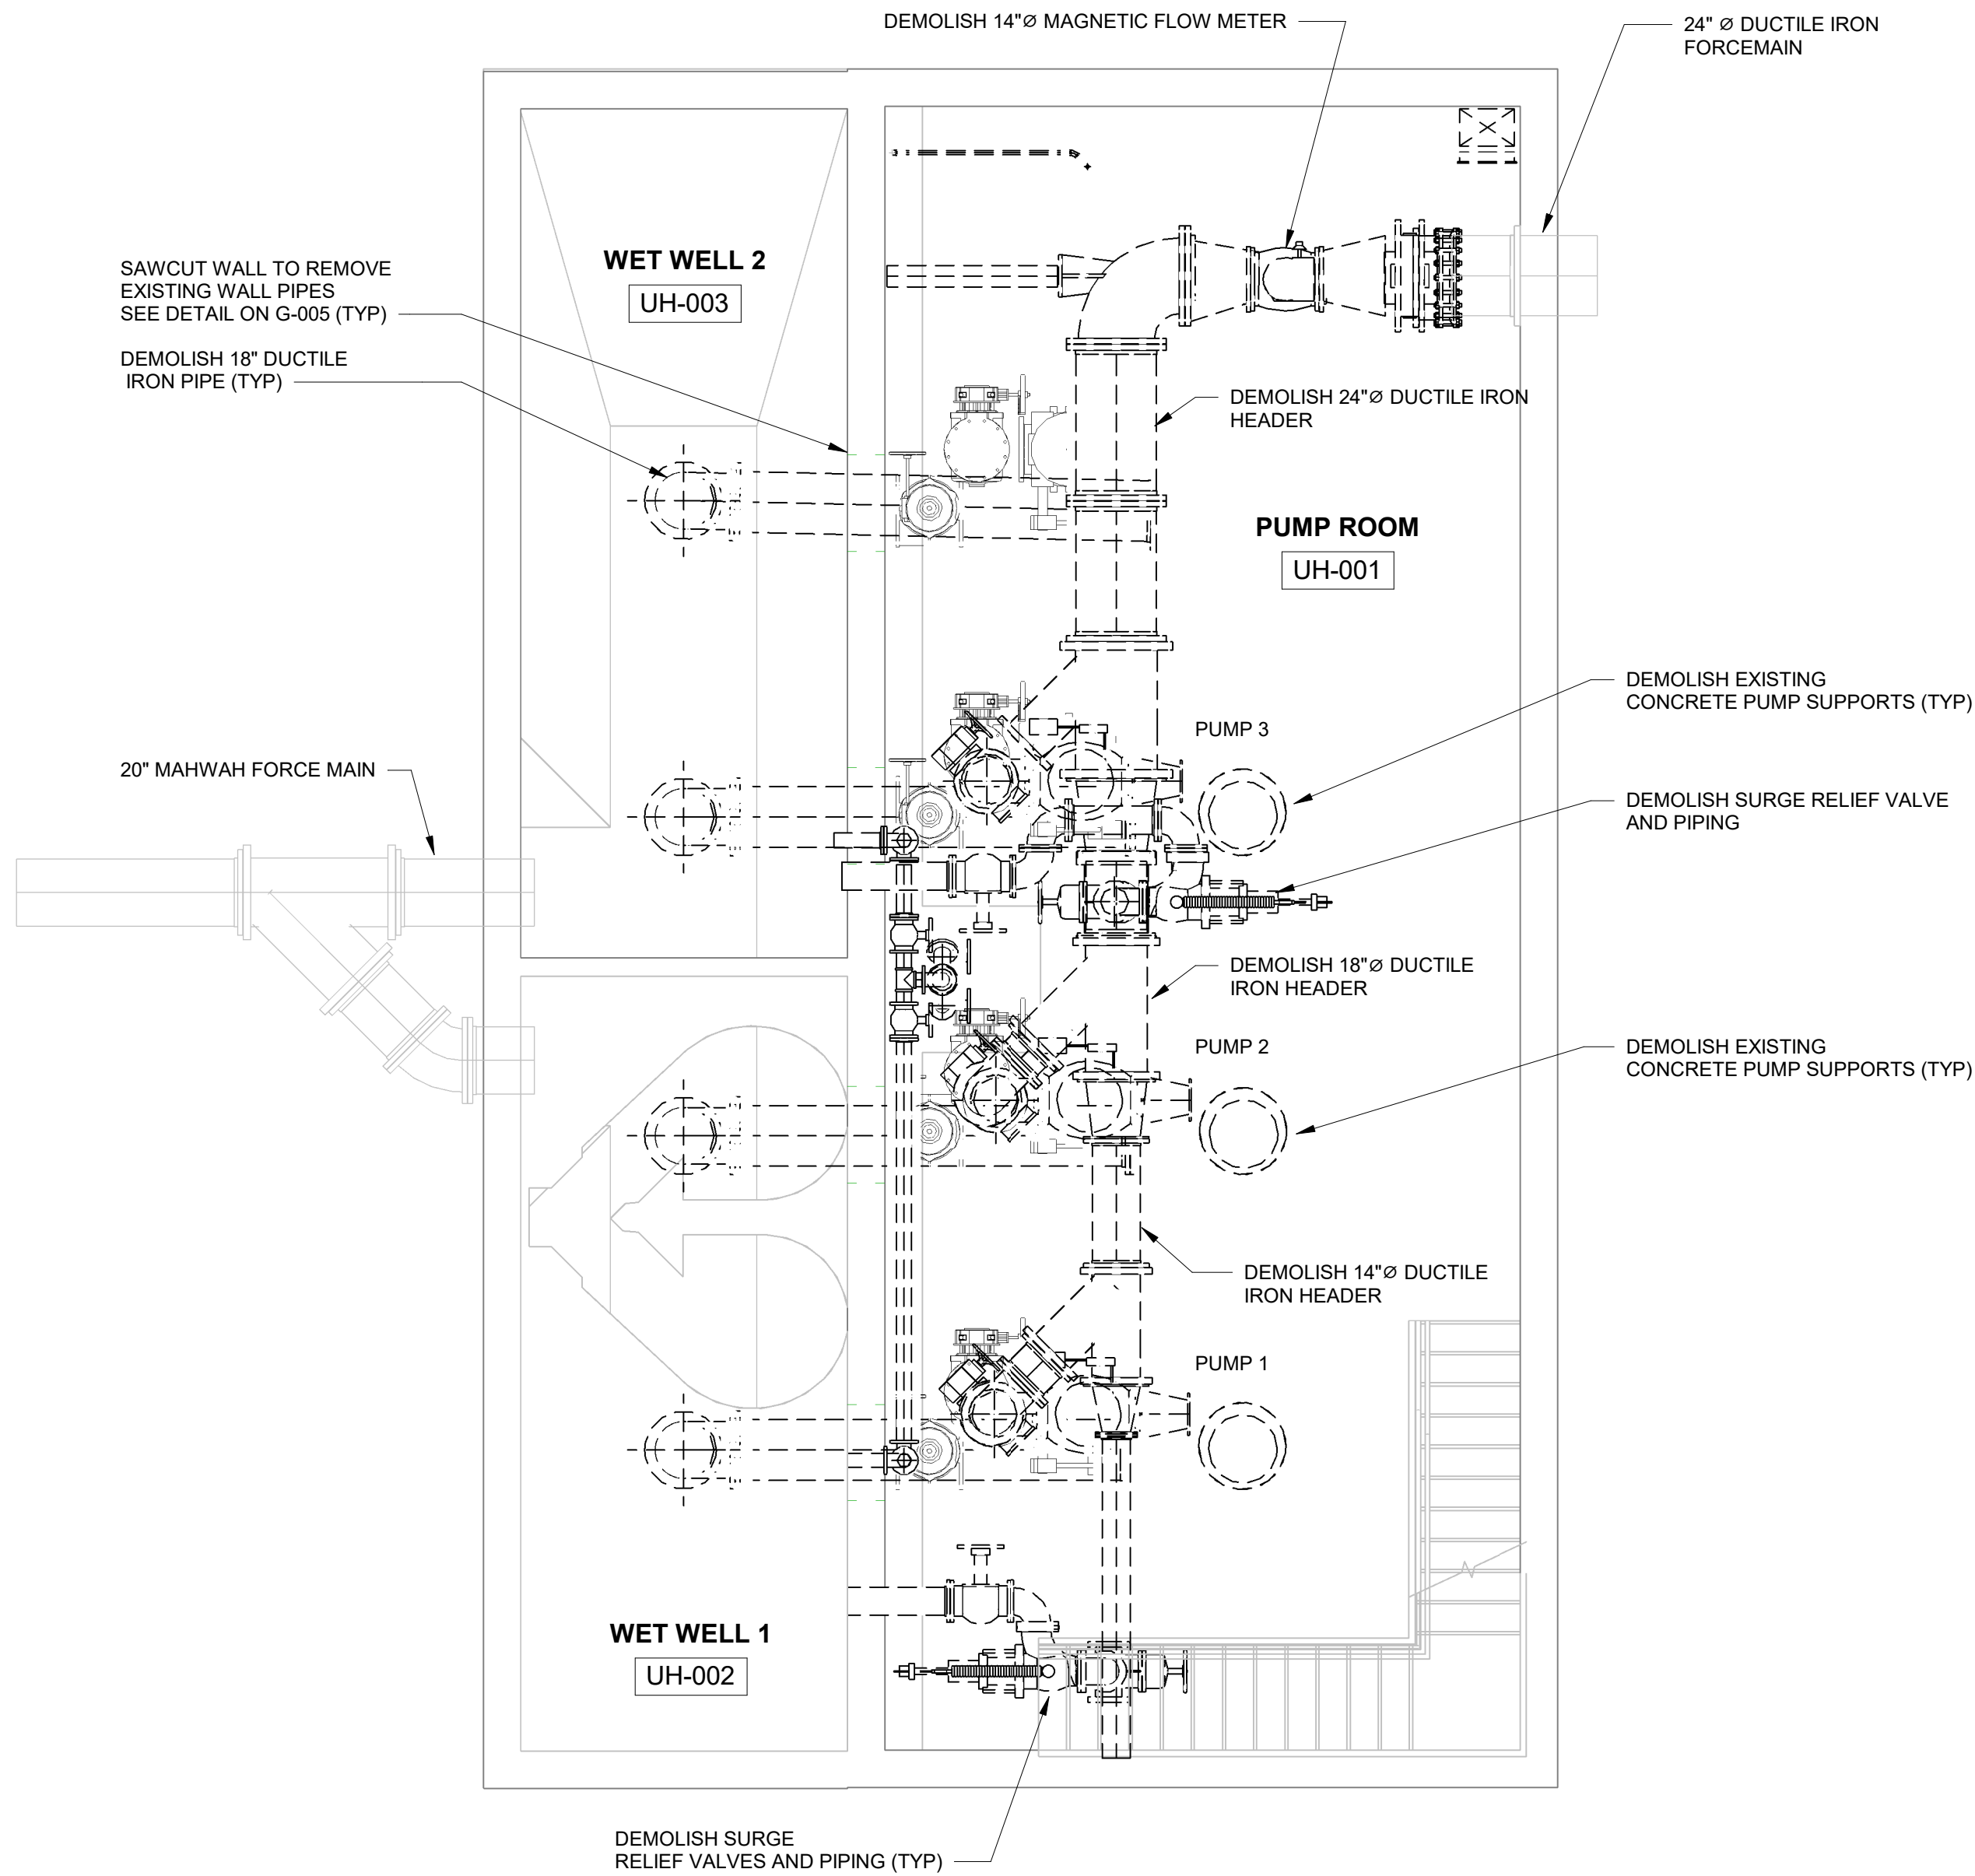 DEMOLISH 14"Ø MAGNETIC FLOW METER
24" Ø DUCTILE IRON
FORCEMAIN
SAWCUT WALL TO REMOVE
EXISTING WALL PIPES
SEE DETAIL ON G-005 (TYP)
DEMOLISH 18" DUCTILE
IRON PIPE (TYP)
WET WELL 2
UH-003
DEMOLISH 24"Ø DUCTILE IRON
HEADER
PUMP ROOM
UH-001
DEMOLISH EXISTING
CONCRETE PUMP SUPPORTS (TYP)
PUMP 3
20" MAHWAH FORCE MAIN
DEMOLISH SURGE RELIEF VALVE
AND PIPING
DEMOLISH 18"Ø DUCTILE
IRON HEADER
PUMP 2
DEMOLISH EXISTING
CONCRETE PUMP SUPPORTS (TYP)
DEMOLISH 14"Ø DUCTILE
IRON HEADER
PUMP 1
WET WELL 1
UH-002
DEMOLISH SURGE
RELIEF VALVES AND PIPING (TYP)